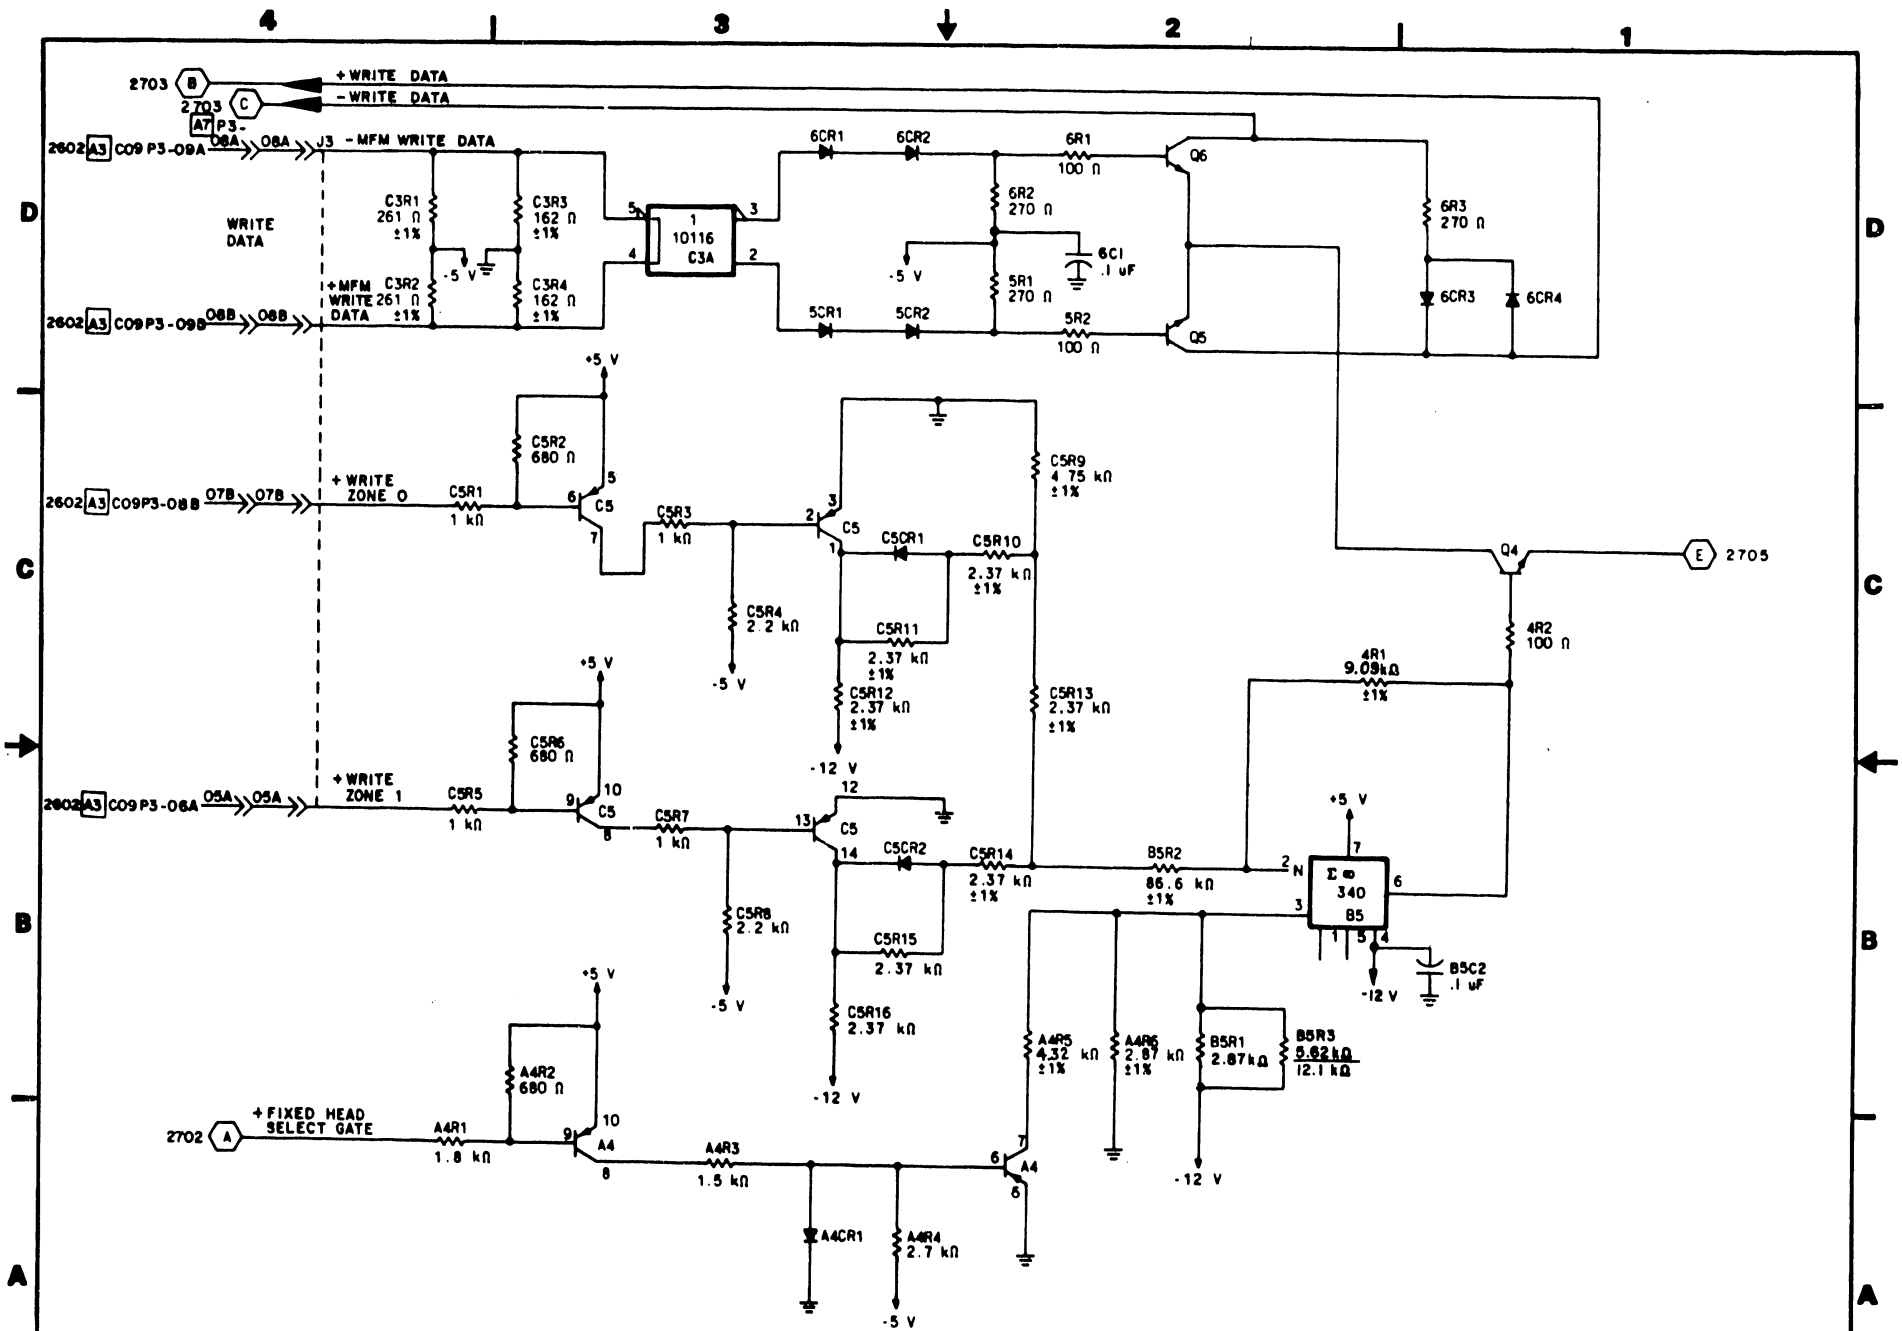 4 3 2 1
2703 B + WRITE DATA
2703 C - WRITE DATA
A7 P3-
2602 A3 C09 P3-09A 08A 08A J3 - MFM WRITE DATA
D
WRITE
DATA
C3R1
261 Ω
±1%
C3R3
162 Ω
±1%
-5 V
+MFM
WRITE
DATA
C3R2
261 Ω
±1%
C3R4
162 Ω
±1%
2602 A3 C09P3-09B 08B 08B
5 1 3
10116
4 C3A 2
6CR1 6CR2
6R1
100 Ω
Q6
6R2
270 Ω
-5 V
6C1
.1 uF
5R1
270 Ω
5CR1 5CR2
5R2
100 Ω
Q5
6R3
270 Ω
6CR3 6CR4
D
+5 V
C5R2
680 Ω
2602 A3 C09P3-08B 07B 07B
+ WRITE
ZONE 0
C5R1
1 kΩ
5
6 C5
7
C5R3
1 kΩ
3
2 C5
1
C5R4
2.2 kΩ
-5 V
C5CR1
C5R9
4.75 kΩ
±1%
C5R10
2.37 kΩ
±1%
C5R11
2.37 kΩ
±1%
C5R12
2.37 kΩ
±1%
-12 V
C5R13
2.37 kΩ
±1%
Q4
E 2705
4R2
100 Ω
4R1
9.09kΩ
±1%
C C
+5 V
C5R6
680 Ω
2602 A3 C09 P3-06A 05A 05A
+ WRITE
ZONE 1
C5R5
1 kΩ
10
9 C5
8
C5R7
1 kΩ
12
13 C5
14
C5R8
2.2 kΩ
-5 V
C5CR2
C5R14
2.37 kΩ
±1%
C5R15
2.37 kΩ
C5R16
2.37 kΩ
-12 V
B5R2
86.6 kΩ
±1%
+5 V
7
2 N
Σ ∞
340
B5
3 6
1 5 4
-12 V
B5C2
.1 uF
B B
A4R5
4.32 kΩ
±1%
A4R6
2.87 kΩ
±1%
B5R1
2.87kΩ
B5R3
5.62kΩ
12.1 kΩ
-12 V
+5 V
A4R2
680 Ω
2702 A
+ FIXED HEAD
SELECT GATE
A4R1
1.8 kΩ
10
9 A4
8
A4R3
1.5 kΩ
7
6 A4
A4CR1
A4R4
2.7 kΩ
-5 V
A A